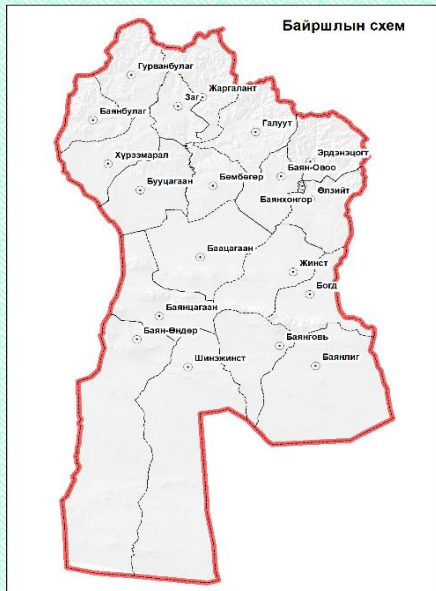 Байршлын схем
Гурванбулаг
Жаргалант
Заг
Баянбулаг
Галуут
Хүрээмарал
Эрдэнэцогт
Баян-Овоо
Бууцагаан
Бөмбөгөр
Өлзийт
Баянхонгор
Баацагаан
Жинст
Богд
Баянцагаан
Баян-Өндөр
Баянговь
Шинэжинст
Баянлиг